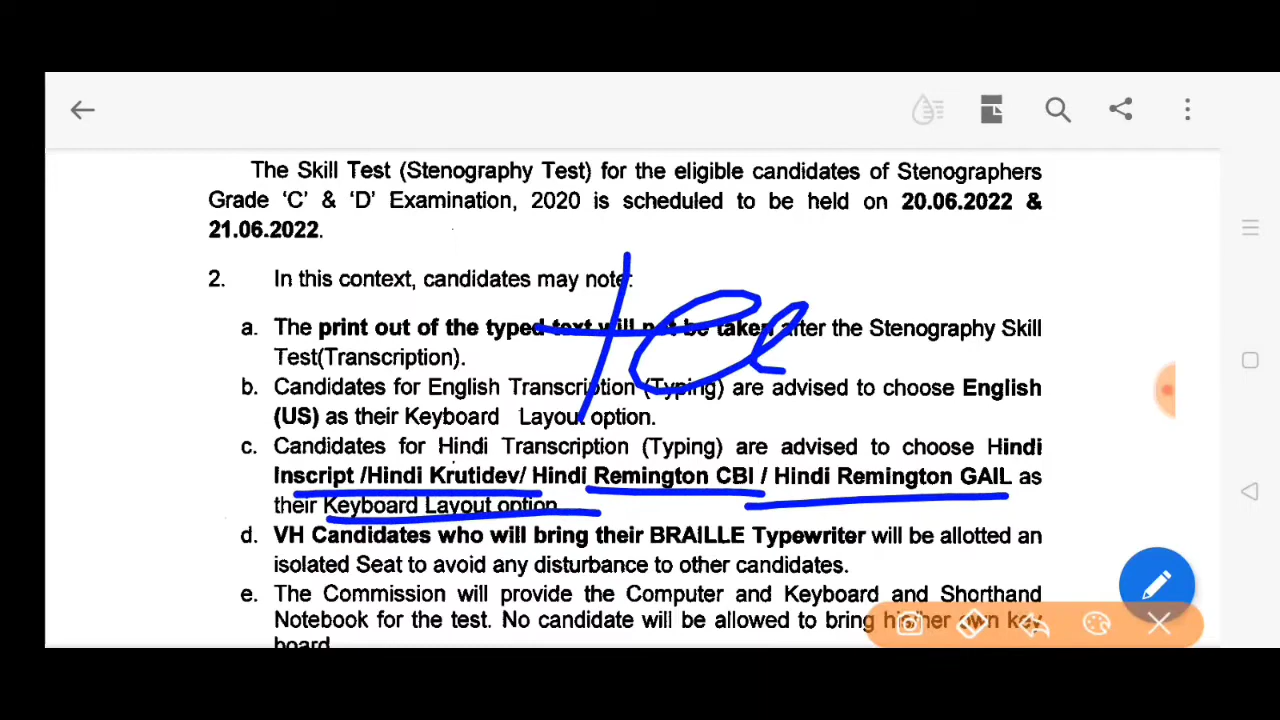 The Skill Test (Stenography Test) for the eligible candidates of Stenographers
Grade 'C' & 'D' Examination, 2020 is scheduled to be held on 20.06.2022 &
21.06.2022.
2. In this context, candidates may note:
a. The print out of the typed text will not be taken after the Stenography Skill
Test(Transcription).
b. Candidates for English Transcription (Typing) are advised to choose English
(US) as their Keyboard Layout option.
c. Candidates for Hindi Transcription (Typing) are advised to choose Hindi
Inscript /Hindi Krutidev/ Hindi Remington CBI / Hindi Remington GAIL as
their Keyboard Layout option.
d. VH Candidates who will bring their BRAILLE Typewriter will be allotted an
isolated Seat to avoid any disturbance to other candidates.
e. The Commission will provide the Computer and Keyboard and Shorthand
Notebook for the test. No candidate will be allowed to bring his/her own key
board.